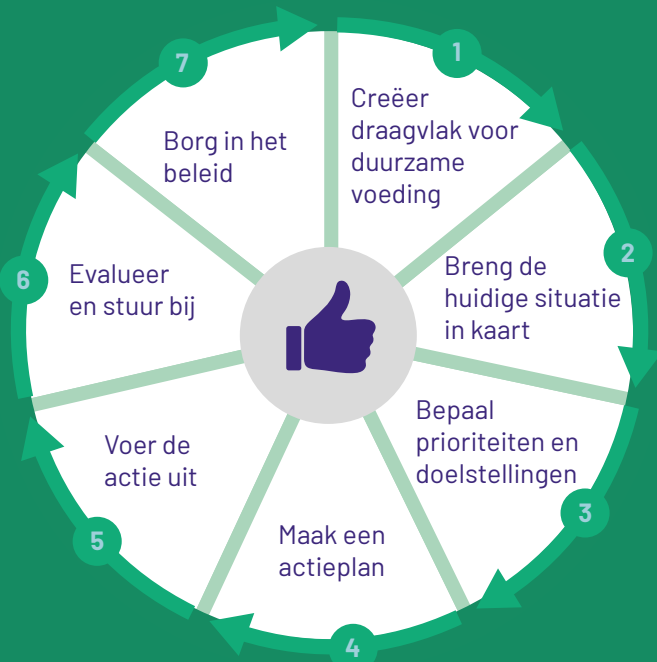 1
Creëer
draagvlak voor
duurzame
voeding
2
Breng de
huidige situatie
in kaart
3
Bepaal
prioriteiten en
doelstellingen
4
Maak een
actieplan
5
Voer de
actie uit
6
Evalueer
en stuur bij
7
Borg in het
beleid